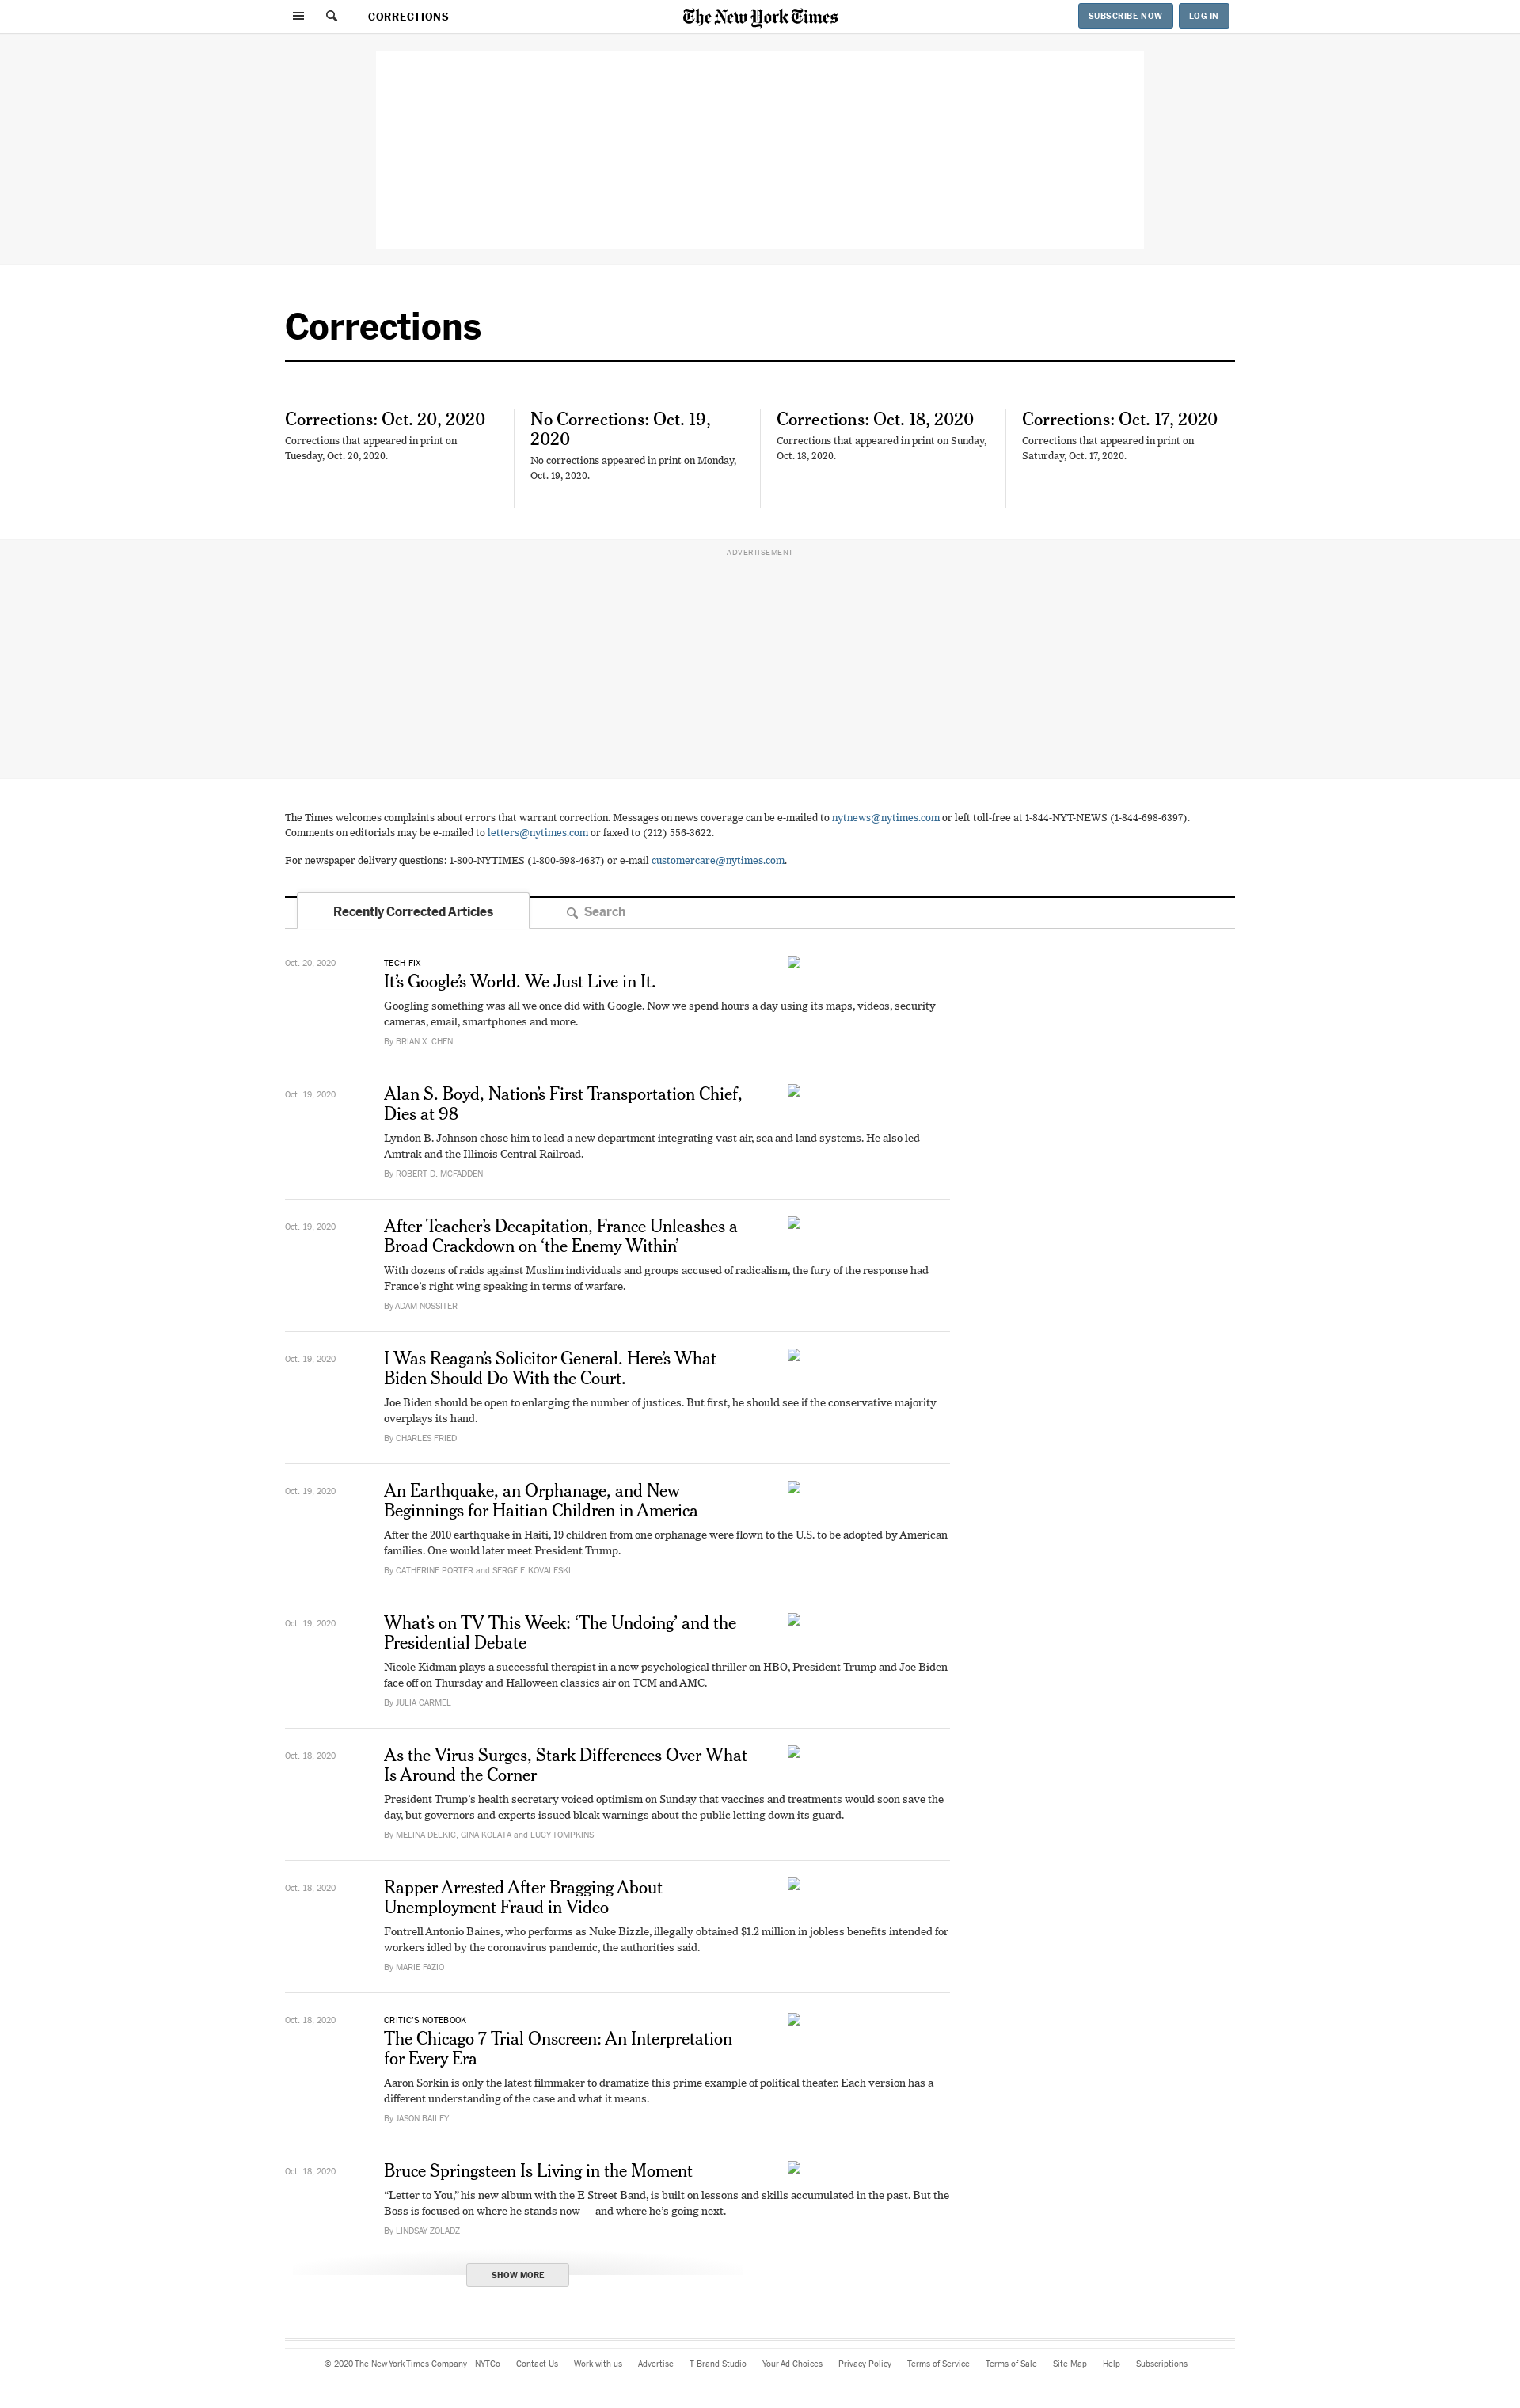 CORRECTIONS
The New York Times
SUBSCRIBE NOW
LOG IN
Corrections
Corrections: Oct. 20, 2020
Corrections that appeared in print on
Tuesday, Oct. 20, 2020.
No Corrections: Oct. 19,
2020
No corrections appeared in print on Monday,
Oct. 19, 2020.
Corrections: Oct. 18, 2020
Corrections that appeared in print on Sunday,
Oct. 18, 2020.
Corrections: Oct. 17, 2020
Corrections that appeared in print on
Saturday, Oct. 17, 2020.
ADVERTISEMENT
The Times welcomes complaints about errors that warrant correction. Messages on news coverage can be e-mailed to nytnews@nytimes.com or left toll-free at 1-844-NYT-NEWS (1-844-698-6397).
Comments on editorials may be e-mailed to letters@nytimes.com or faxed to (212) 556-3622.
For newspaper delivery questions: 1-800-NYTIMES (1-800-698-4637) or e-mail customercare@nytimes.com.
Recently Corrected Articles
Search
Oct. 20, 2020
TECH FIX
It’s Google’s World. We Just Live in It.
Googling something was all we once did with Google. Now we spend hours a day using its maps, videos, security
cameras, email, smartphones and more.
By BRIAN X. CHEN
Oct. 19, 2020
Alan S. Boyd, Nation’s First Transportation Chief,
Dies at 98
Lyndon B. Johnson chose him to lead a new department integrating vast air, sea and land systems. He also led
Amtrak and the Illinois Central Railroad.
By ROBERT D. MCFADDEN
Oct. 19, 2020
After Teacher’s Decapitation, France Unleashes a
Broad Crackdown on ‘the Enemy Within’
With dozens of raids against Muslim individuals and groups accused of radicalism, the fury of the response had
France’s right wing speaking in terms of warfare.
By ADAM NOSSITER
Oct. 19, 2020
I Was Reagan’s Solicitor General. Here’s What
Biden Should Do With the Court.
Joe Biden should be open to enlarging the number of justices. But first, he should see if the conservative majority
overplays its hand.
By CHARLES FRIED
Oct. 19, 2020
An Earthquake, an Orphanage, and New
Beginnings for Haitian Children in America
After the 2010 earthquake in Haiti, 19 children from one orphanage were flown to the U.S. to be adopted by American
families. One would later meet President Trump.
By CATHERINE PORTER and SERGE F. KOVALESKI
Oct. 19, 2020
What’s on TV This Week: ‘The Undoing’ and the
Presidential Debate
Nicole Kidman plays a successful therapist in a new psychological thriller on HBO, President Trump and Joe Biden
face off on Thursday and Halloween classics air on TCM and AMC.
By JULIA CARMEL
Oct. 18, 2020
As the Virus Surges, Stark Differences Over What
Is Around the Corner
President Trump’s health secretary voiced optimism on Sunday that vaccines and treatments would soon save the
day, but governors and experts issued bleak warnings about the public letting down its guard.
By MELINA DELKIC, GINA KOLATA and LUCY TOMPKINS
Oct. 18, 2020
Rapper Arrested After Bragging About
Unemployment Fraud in Video
Fontrell Antonio Baines, who performs as Nuke Bizzle, illegally obtained $1.2 million in jobless benefits intended for
workers idled by the coronavirus pandemic, the authorities said.
By MARIE FAZIO
Oct. 18, 2020
CRITIC’S NOTEBOOK
The Chicago 7 Trial Onscreen: An Interpretation
for Every Era
Aaron Sorkin is only the latest filmmaker to dramatize this prime example of political theater. Each version has a
different understanding of the case and what it means.
By JASON BAILEY
Oct. 18, 2020
Bruce Springsteen Is Living in the Moment
“Letter to You,” his new album with the E Street Band, is built on lessons and skills accumulated in the past. But the
Boss is focused on where he stands now — and where he’s going next.
By LINDSAY ZOLADZ
SHOW MORE
© 2020 The New York Times Company NYTCo Contact Us Work with us Advertise T Brand Studio Your Ad Choices Privacy Policy Terms of Service Terms of Sale Site Map Help Subscriptions